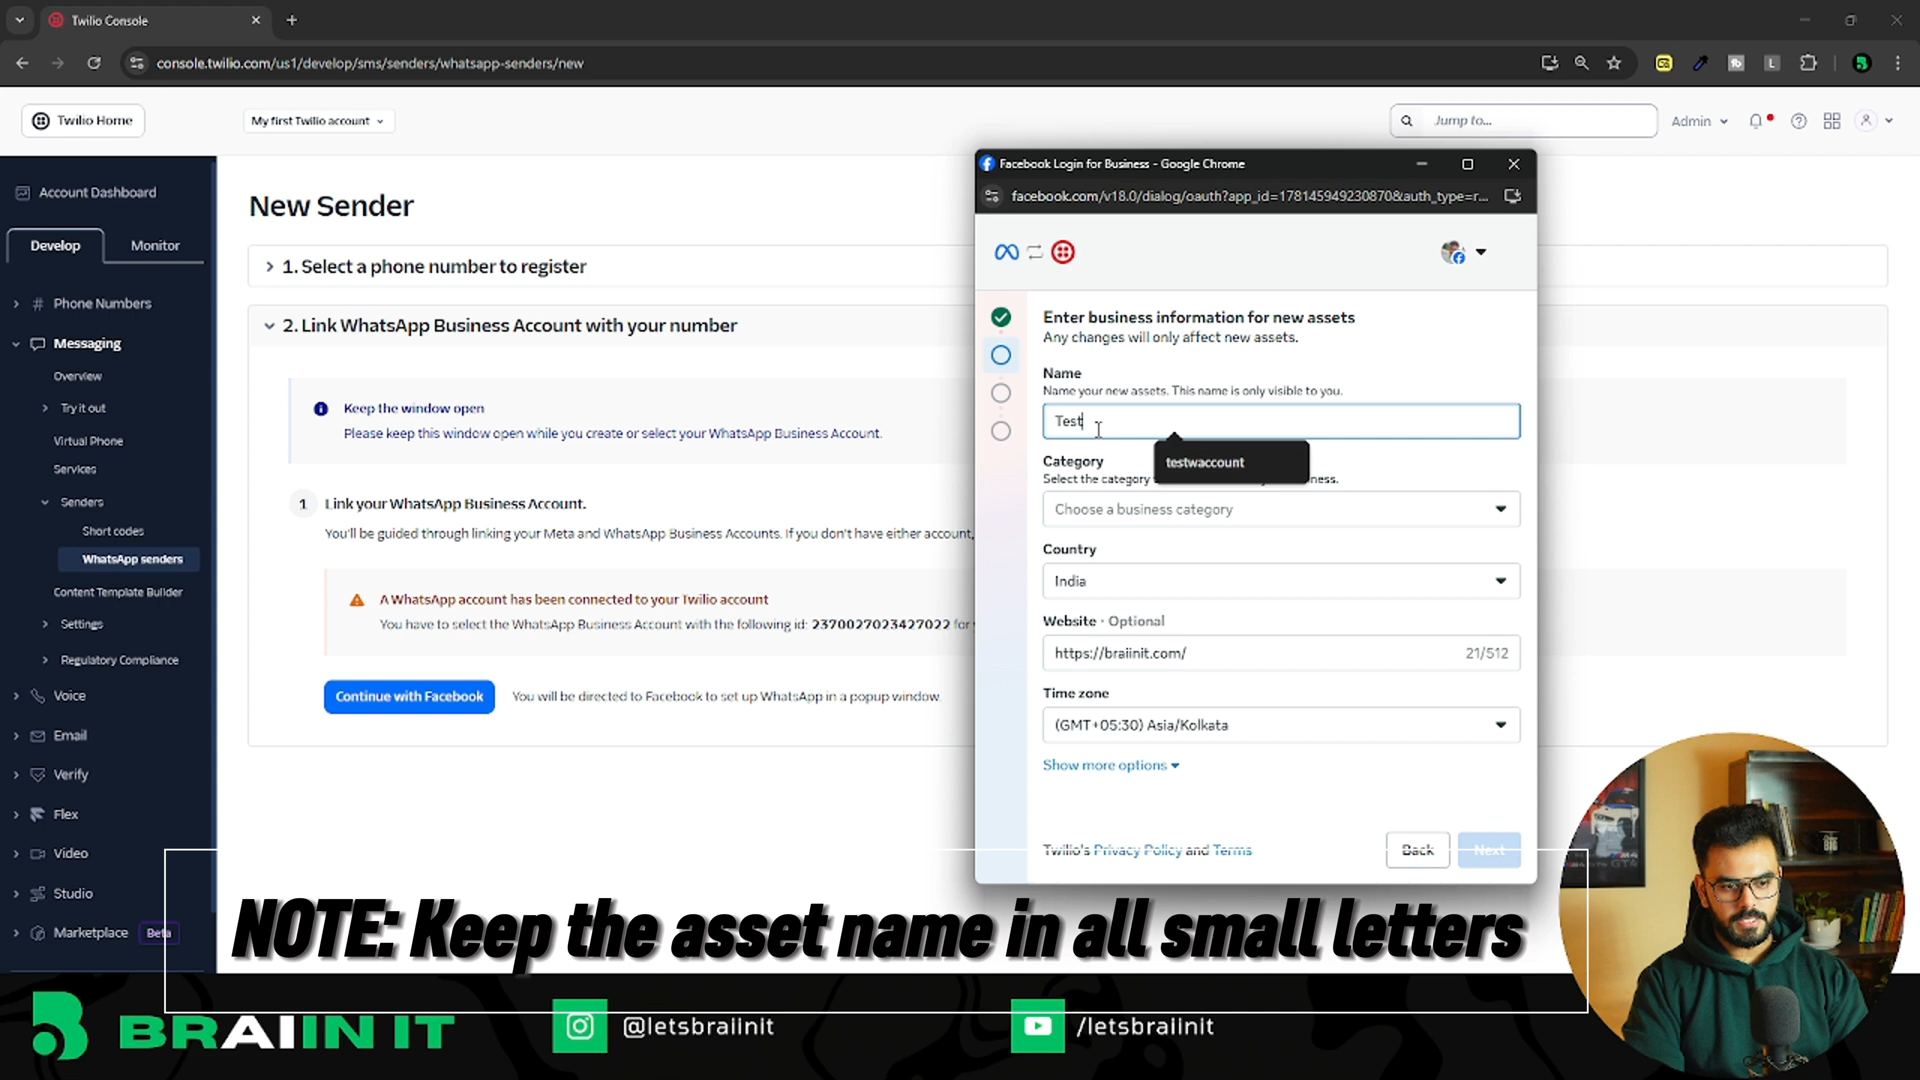 Twilio Console
console.twilio.com/us1/develop/sms/senders/whatsapp-senders/new
Twilio Home
My first Twilio account
Jump to...
Admin
Account Dashboard
Develop
Monitor
# Phone Numbers
Messaging
Overview
Try it out
Virtual Phone
Services
Senders
Short codes
WhatsApp senders
Content Template Builder
Settings
Regulatory Compliance
Voice
Email
Verify
Flex
Video
Studio
Marketplace Beta
New Sender
1. Select a phone number to register
2. Link WhatsApp Business Account with your number
Keep the window open
Please keep this window open while you create or select your WhatsApp Business Account.
1 Link your WhatsApp Business Account.
You'll be guided through linking your Meta and WhatsApp Business Accounts. If you don't have either account,
A WhatsApp account has been connected to your Twilio account
You have to select the WhatsApp Business Account with the following id: 2370027023427022 for
Continue with Facebook
You will be directed to Facebook to set up WhatsApp in a popup window.
Facebook Login for Business - Google Chrome
facebook.com/v18.0/dialog/oauth?app_id=1781459492308708&auth_type=r...
Enter business information for new assets
Any changes will only affect new assets.
Name
Name your new assets. This name is only visible to you.
Test
testwaccount
Category
Select the category
ness.
Choose a business category
Country
India
Website · Optional
https://braiinit.com/
21/512
Time zone
(GMT+05:30) Asia/Kolkata
Show more options
Twilio's Privacy Policy and Terms
Back
Next
NOTE: Keep the asset name in all small letters
BRAIIN IT
@letsbraiinit
/letsbraiinit